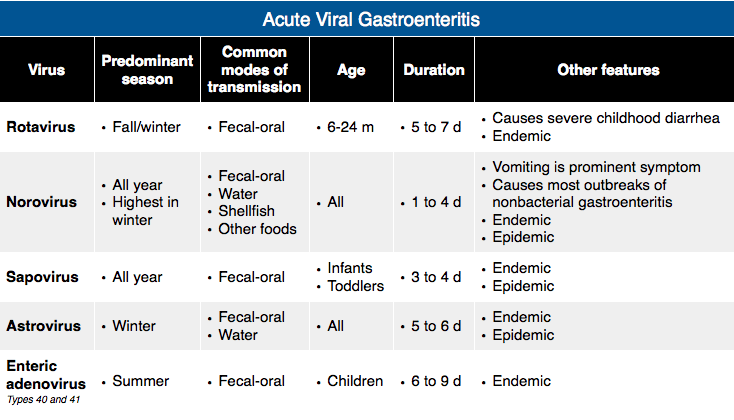 Acute Viral Gastroenteritis
Virus
Predominant
season
Common
modes of
transmission
Age
Duration
Other features
Rotavirus
• Fall/winter
• Fecal-oral
• 6-24 m
• 5 to 7 d
• Causes severe childhood diarrhea
• Endemic
Norovirus
• All year
• Highest in
winter
• Fecal-oral
• Water
• Shellfish
• Other foods
• All
• 1 to 4 d
• Vomiting is prominent symptom
• Causes most outbreaks of
nonbacterial gastroenteritis
• Endemic
• Epidemic
Sapovirus
• All year
• Fecal-oral
• Infants
• Toddlers
• 3 to 4 d
• Endemic
• Epidemic
Astrovirus
• Winter
• Fecal-oral
• Water
• All
• 5 to 6 d
• Endemic
• Epidemic
Enteric
adenovirus
Types 40 and 41
• Summer
• Fecal-oral
• Children
• 6 to 9 d
• Endemic